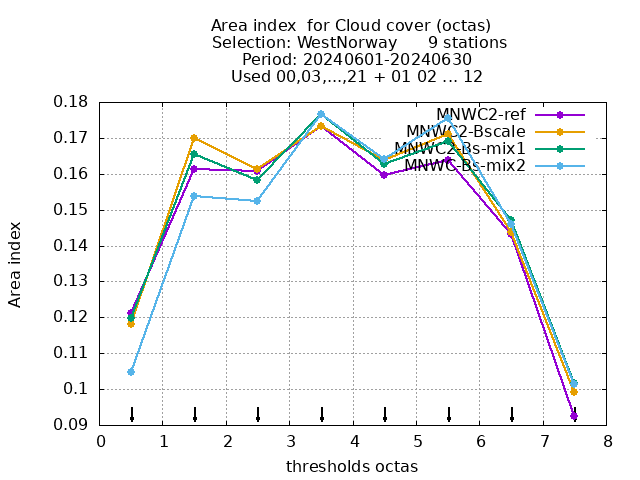 Area index  for Cloud cover (octas)
Selection: WestNorway      9 stations
Period: 20240601-20240630
Used 00,03,...,21 + 01 02 ... 12
MNWC2-ref
MNWC2-Bscale
MNWC2-Bs-mix1
MNWC-Bs-mix2
Area index
0.18
0.17
0.16
0.15
0.14
0.13
0.12
0.11
0.1
0.09
0 1 2 3 4 5 6 7 8
thresholds octas